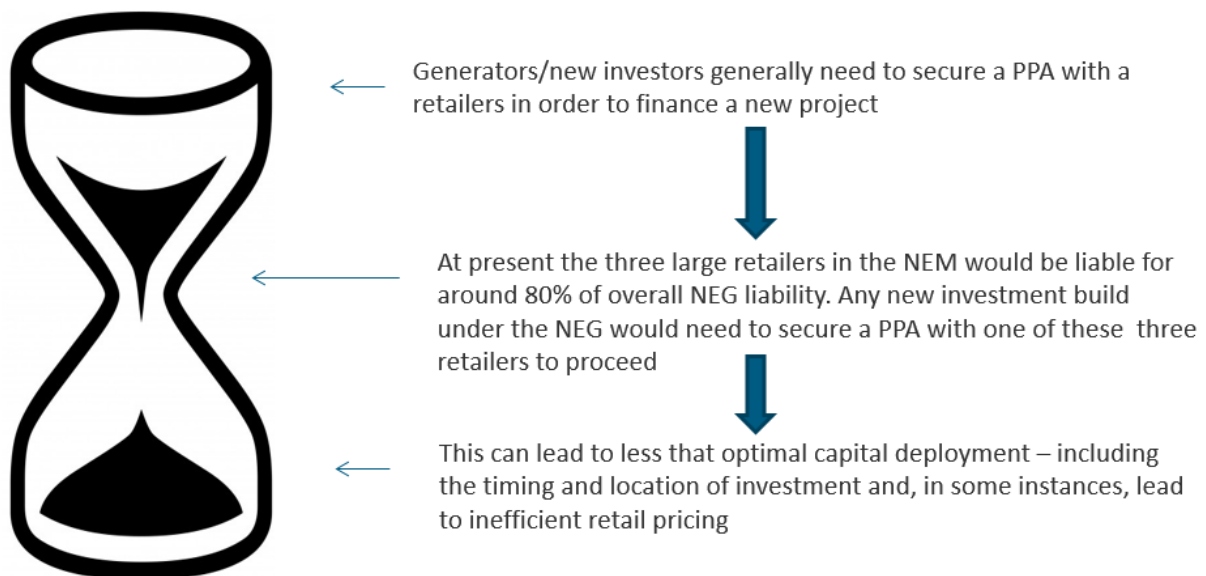 Generators/new investors generally need to secure a PPA with a
retailers in order to finance a new project
At present the three large retailers in the NEM would be liable for
around 80% of overall NEG liability. Any new investment build
under the NEG would need to secure a PPA with one of these three
retailers to proceed
This can lead to less that optimal capital deployment – including
the timing and location of investment and, in some instances, lead
to inefficient retail pricing